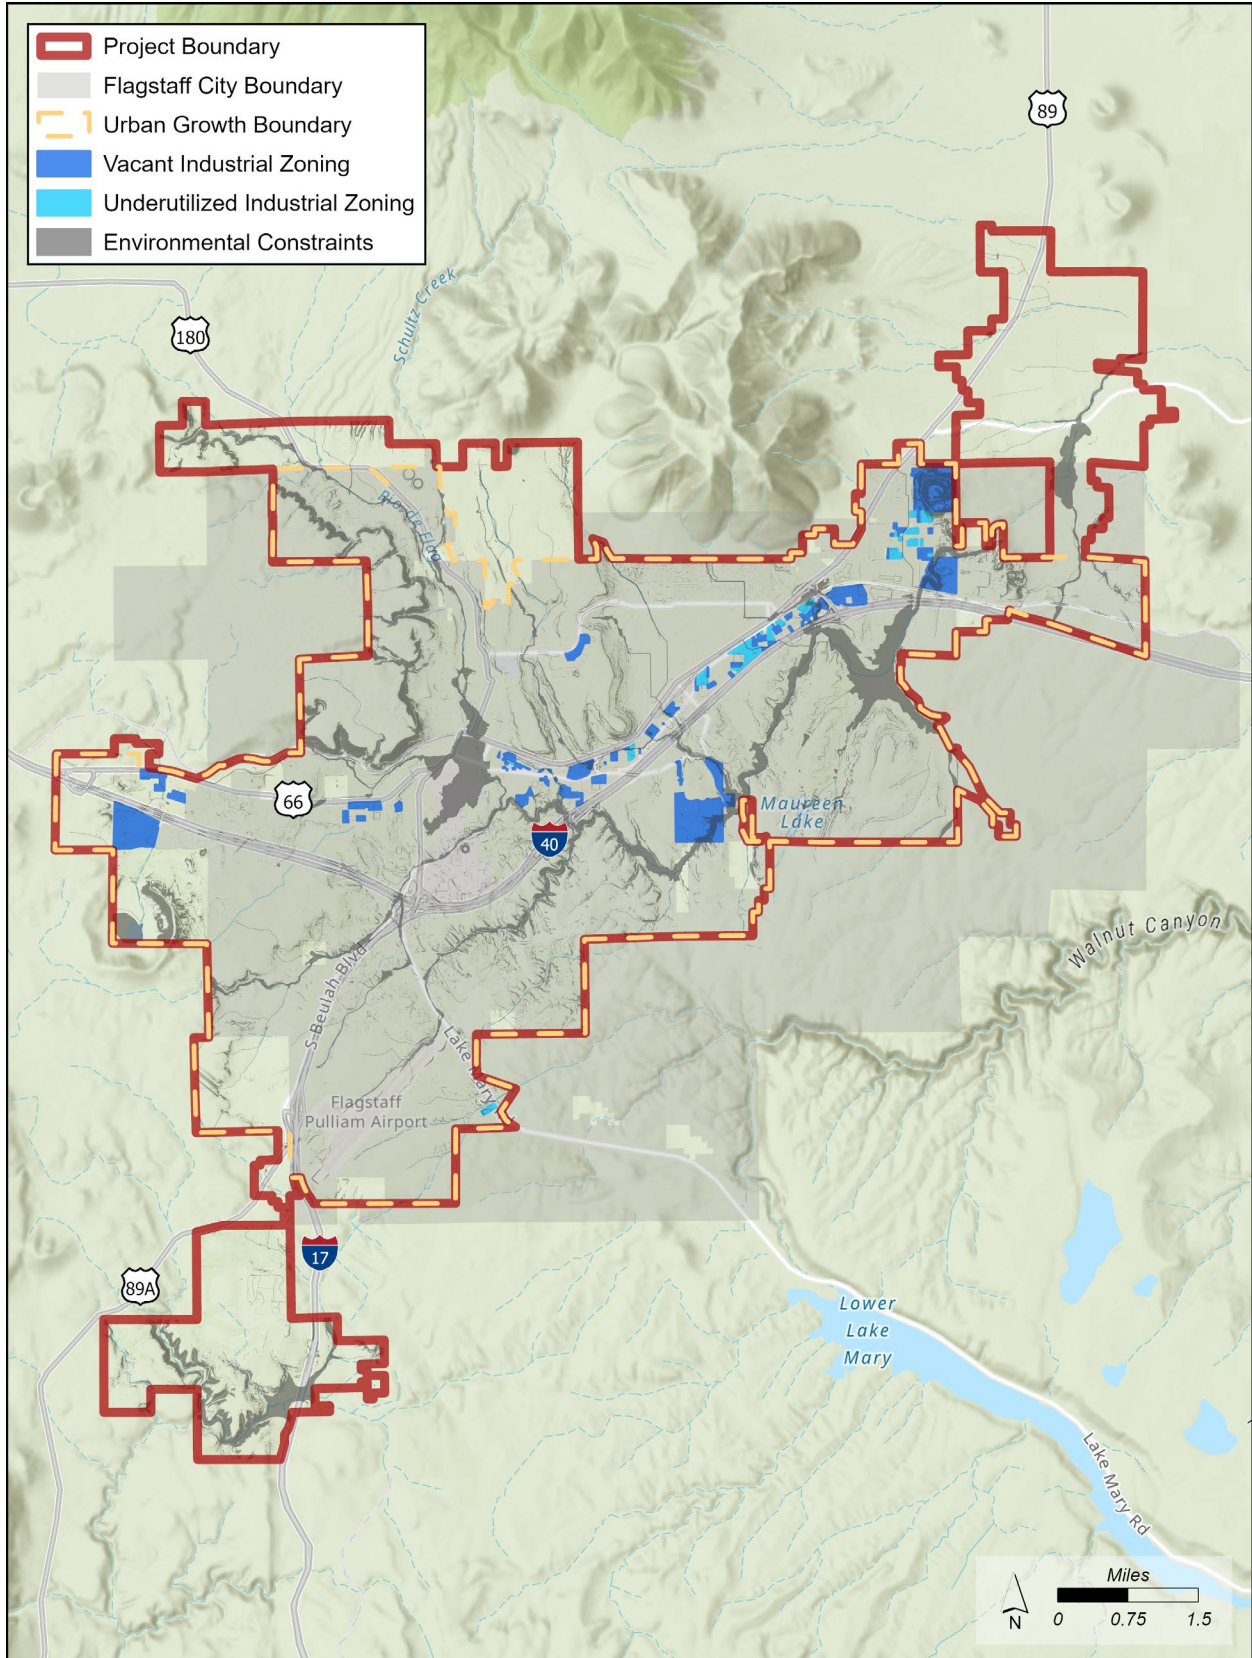 Project Boundary
Flagstaff City Boundary
Urban Growth Boundary
Vacant Industrial Zoning
Underutilized Industrial Zoning
Environmental Constraints
89
Schultz Creek
180
Rio de Flag
66
Maureen
Lake
40
Walnut Canyon
S Beulah Blvd
Lake Mary
Flagstaff
Pulliam Airport
17
89A
Lower
Lake
Mary
Lake Mary Rd
Miles
N
0 0.75 1.5